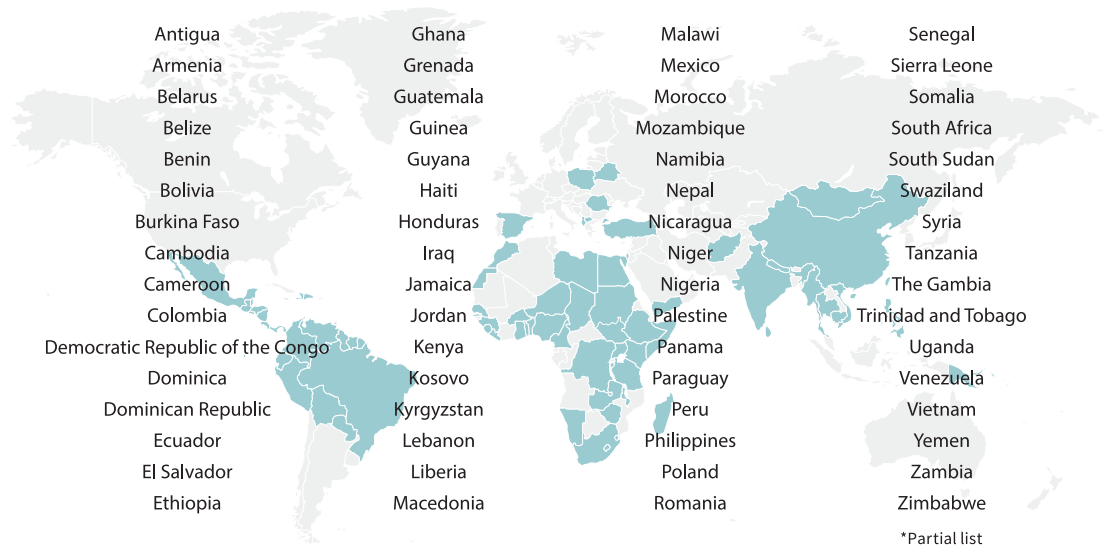 Antigua
Armenia
Belarus
Belize
Benin
Bolivia
Burkina Faso
Cambodia
Cameroon
Colombia
Democratic Republic of the Congo
Dominica
Dominican Republic
Ecuador
El Salvador
Ethiopia
Ghana
Grenada
Guatemala
Guinea
Guyana
Haiti
Honduras
Iraq
Jamaica
Jordan
Kenya
Kosovo
Kyrgyzstan
Lebanon
Liberia
Macedonia
Malawi
Mexico
Morocco
Mozambique
Namibia
Nepal
Nicaragua
Niger
Nigeria
Palestine
Panama
Paraguay
Peru
Philippines
Poland
Romania
Senegal
Sierra Leone
Somalia
South Africa
South Sudan
Swaziland
Syria
Tanzania
The Gambia
Trinidad and Tobago
Uganda
Venezuela
Vietnam
Yemen
Zambia
Zimbabwe
*Partial list